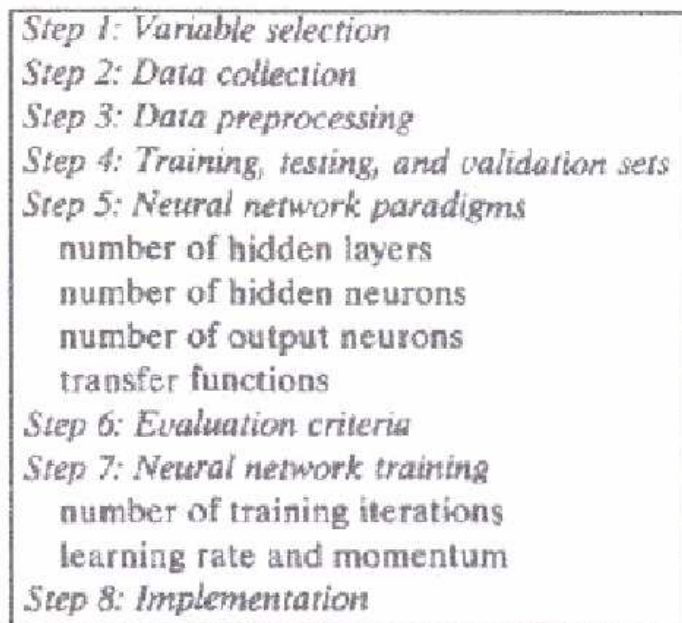 Step 1: Variable selection
Step 2: Data collection
Step 3: Data preprocessing
Step 4: Training, testing, and validation sets
Step 5: Neural network paradigms
number of hidden layers
number of hidden neurons
number of output neurons
transfer functions
Step 6: Evaluation criteria
Step 7: Neural network training
number of training iterations
learning rate and momentum
Step 8: Implementation